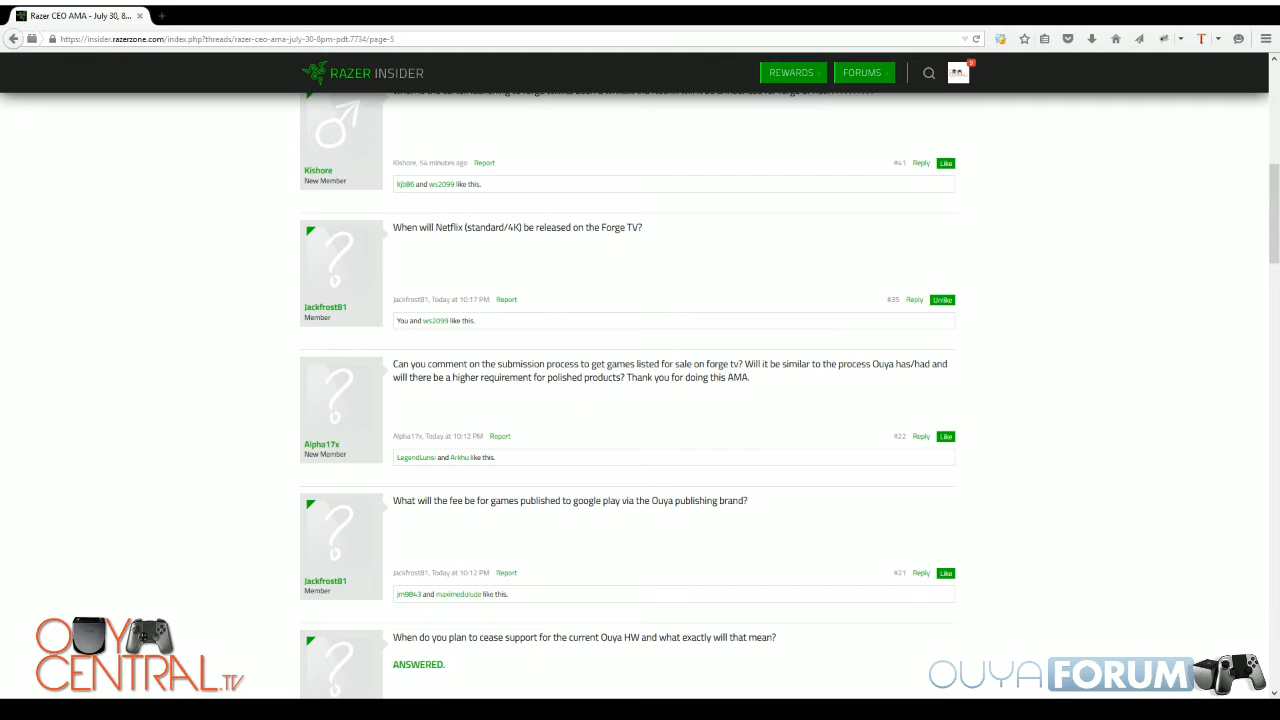 Razer CEO AMA - July 30, 8...
https://insider.razerzone.com/index.php?threads/razer-ceo-ama-july-30-8pm-pdt.7734/page-5
RAZER INSIDER
REWARDS
FORUMS
Kishore
New Member
Kishore, 54 minutes ago Report
#41 Reply Like
kjb86 and ws2099 like this.
When will Netflix (standard/4K) be released on the Forge TV?
Jackfrost81
Member
Jackfrost81, Today at 10:17 PM Report
#35 Reply Unlike
You and ws2099 like this.
Can you comment on the submission process to get games listed for sale on forge tv? Will it be similar to the process Ouya has/had and
will there be a higher requirement for polished products? Thank you for doing this AMA.
Alpha17x
New Member
Alpha17x, Today at 10:12 PM Report
#22 Reply Like
LegendLunsi and Arkhu like this.
What will the fee be for games published to google play via the Ouya publishing brand?
Jackfrost81
Member
Jackfrost81, Today at 10:12 PM Report
#21 Reply Like
jm9843 and maximedulude like this.
When do you plan to cease support for the current Ouya HW and what exactly will that mean?
ANSWERED.
OUYA
CENTRAL.TV
OUYAFORUM